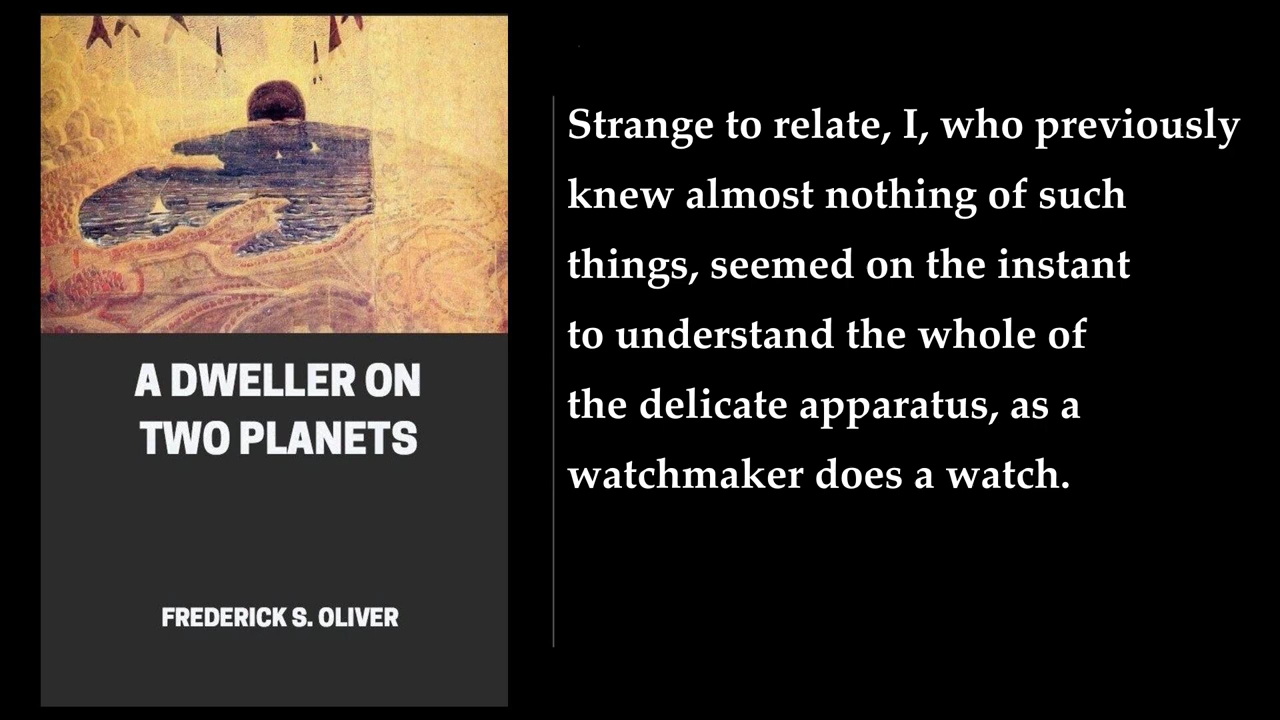 A DWELLER ON
TWO PLANETS
FREDERICK S. OLIVER
Strange to relate, I, who previously
knew almost nothing of such
things, seemed on the instant
to understand the whole of
the delicate apparatus, as a
watchmaker does a watch.